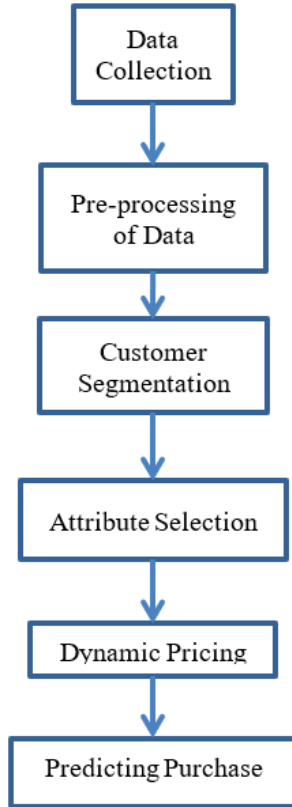 Data
Collection
Pre-processing
of Data
Customer
Segmentation
Attribute Selection
Dynamic Pricing
Predicting Purchase